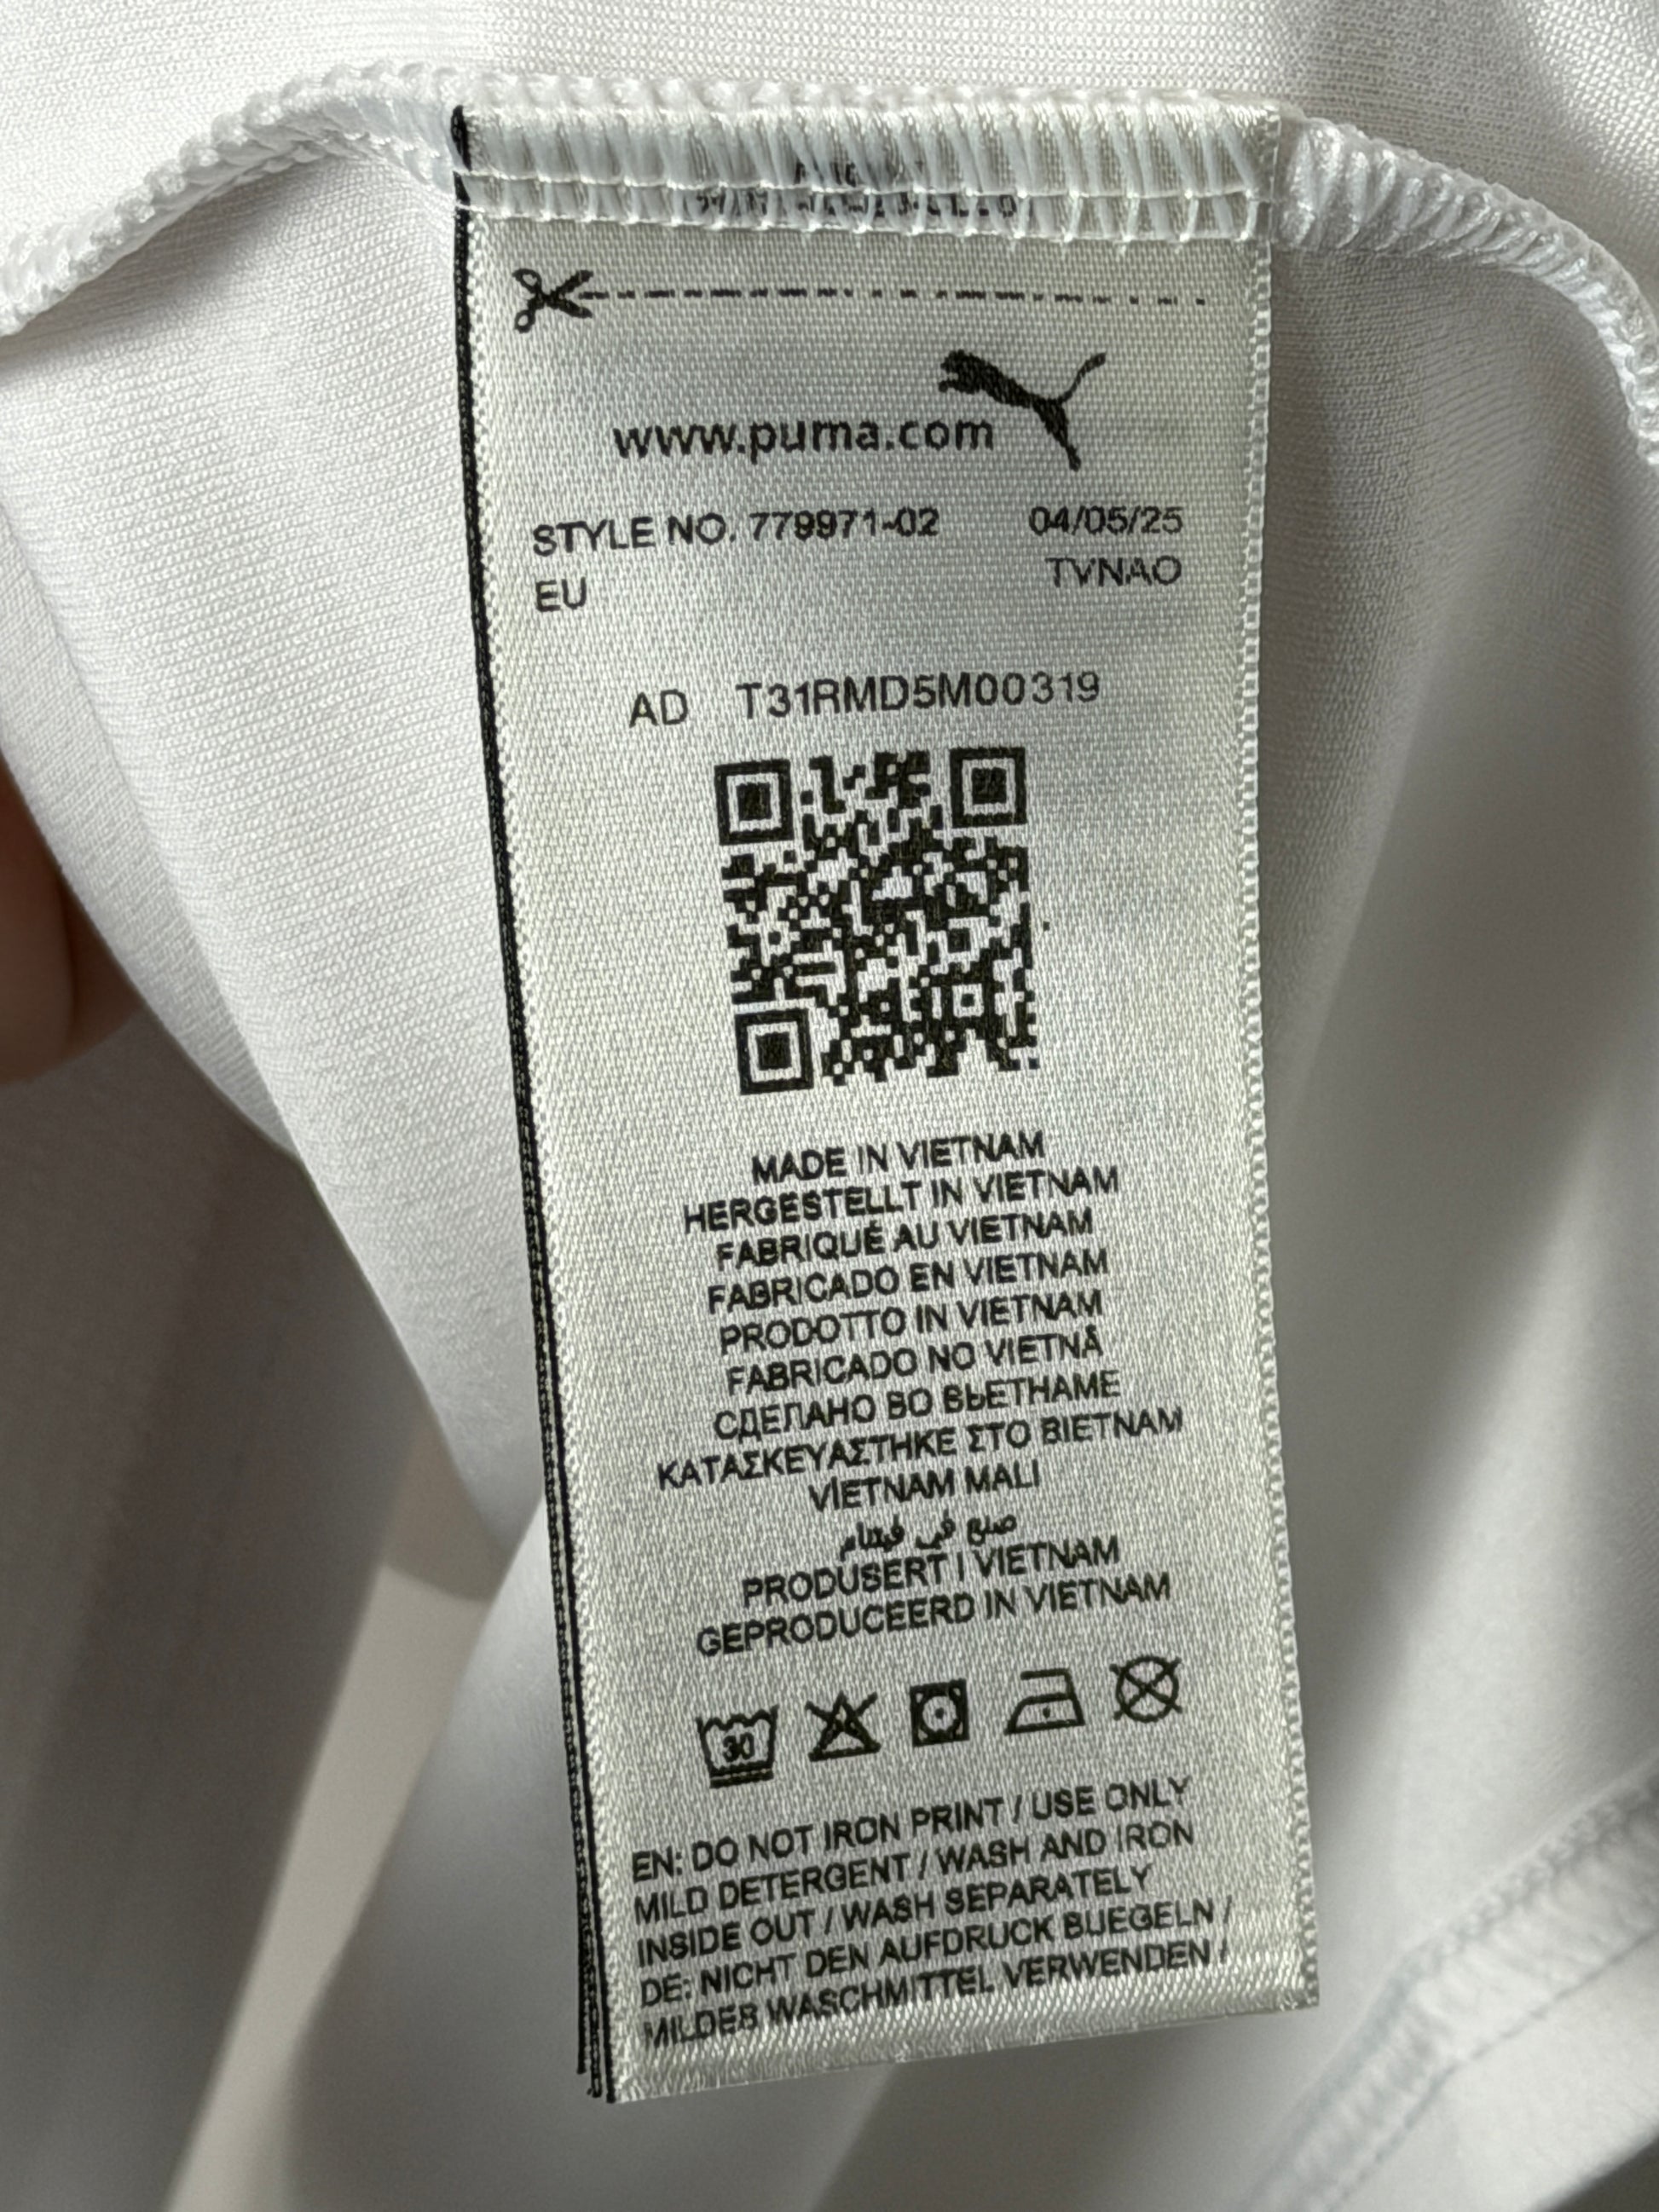 www.puma.com
STYLE NO. 779971-02 04/05/25
EU TVNAO
AD T31RMD5M00319
MADE IN VIETNAM
HERGESTELLT IN VIETNAM
FABRIQUÉ AU VIETNAM
FABRICADO EN VIETNAM
PRODOTTO IN VIETNAM
FABRICADO NO VIETNÃ
СДЕЛАНО ВО ВЬЕТНАМЕ
ΚΑΤΑΣΚΕΥΑΣΤΗΚΕ ΣΤΟ ΒΙΕΤΝΑΜ
VİETNAM MALI
صنع في فيتنام
PRODUSERT I VIETNAM
GEPRODUCEERD IN VIETNAM
30
EN: DO NOT IRON PRINT / USE ONLY
MILD DETERGENT / WASH AND IRON
INSIDE OUT / WASH SEPARATELY
DE: NICHT DEN AUFDRUCK BUEGELN /
MILDES WASCHMITTEL VERWENDEN /